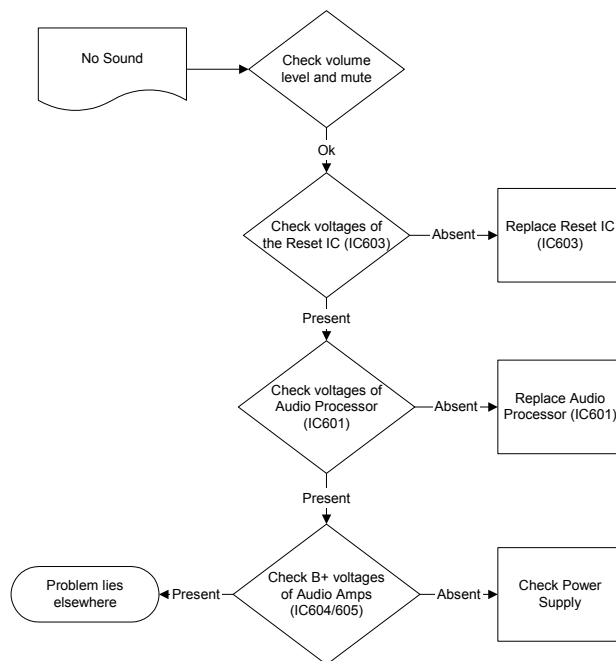 No Sound
Check volume
level and mute
Ok
Check voltages of
the Reset IC (IC603)
Absent
Replace Reset IC
(IC603)
Present
Check voltages of
Audio Processor
(IC601)
Absent
Replace Audio
Processor (IC601)
Present
Check B+ voltages
of Audio Amps
(IC604/605)
Present
Problem lies
elsewhere
Absent
Check Power
Supply